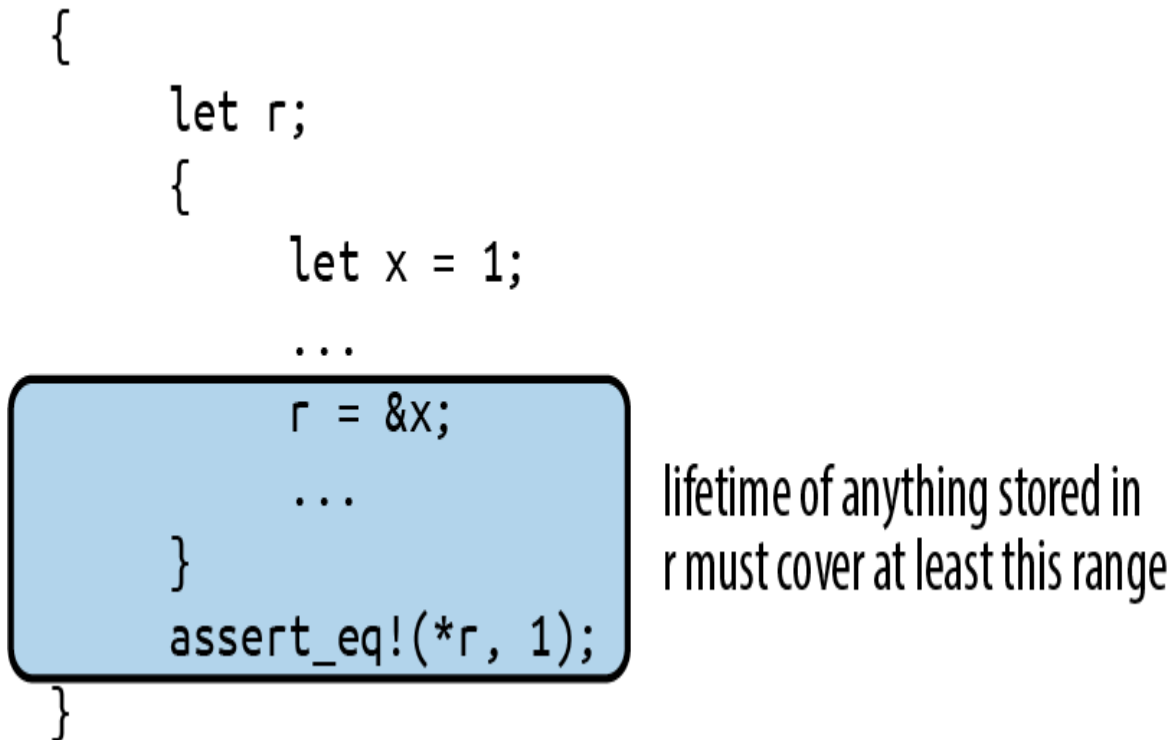 {
let r;
{
let x = 1;
...
r = &x;
...
}
assert_eq!(*r, 1);
}
lifetime of anything stored in
r must cover at least this range